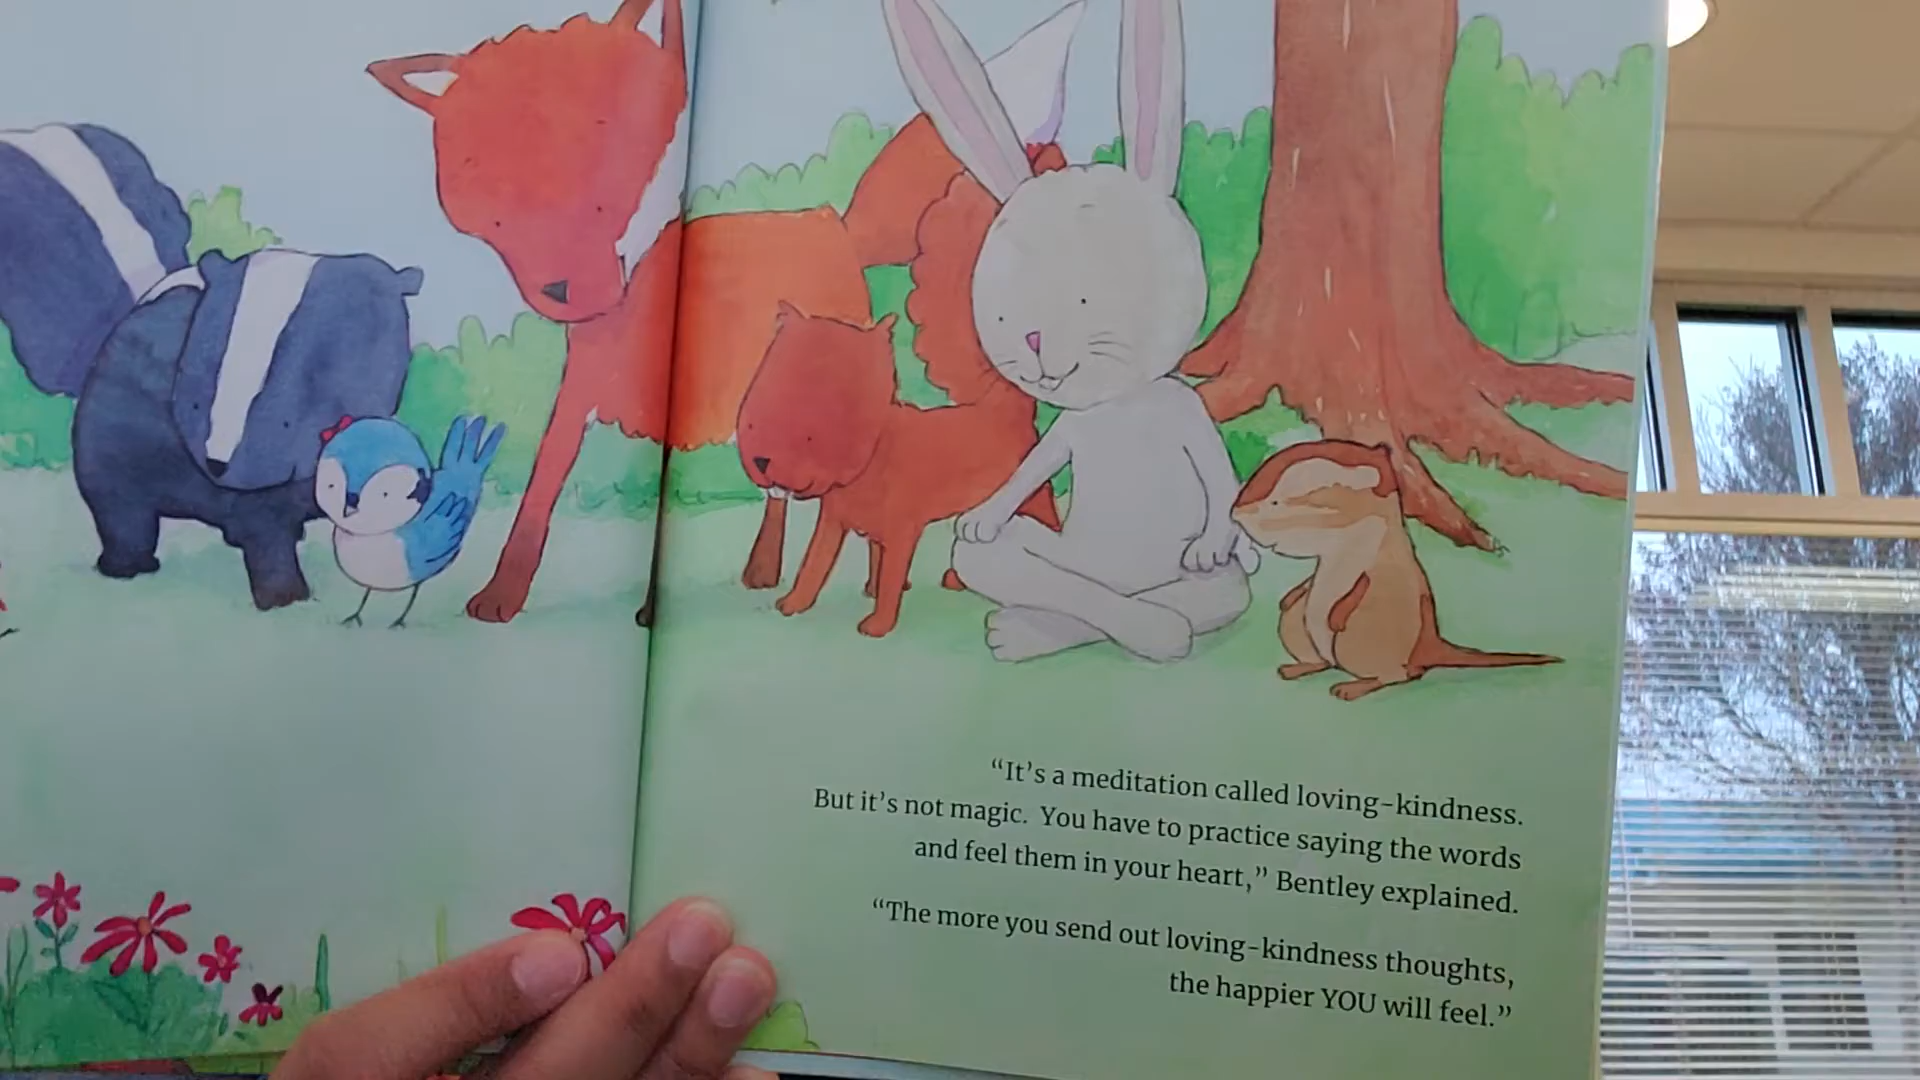 “It’s a meditation called loving-kindness.
But it’s not magic. You have to practice saying the words
and feel them in your heart,” Bentley explained.
“The more you send out loving-kindness thoughts,
the happier YOU will feel.”